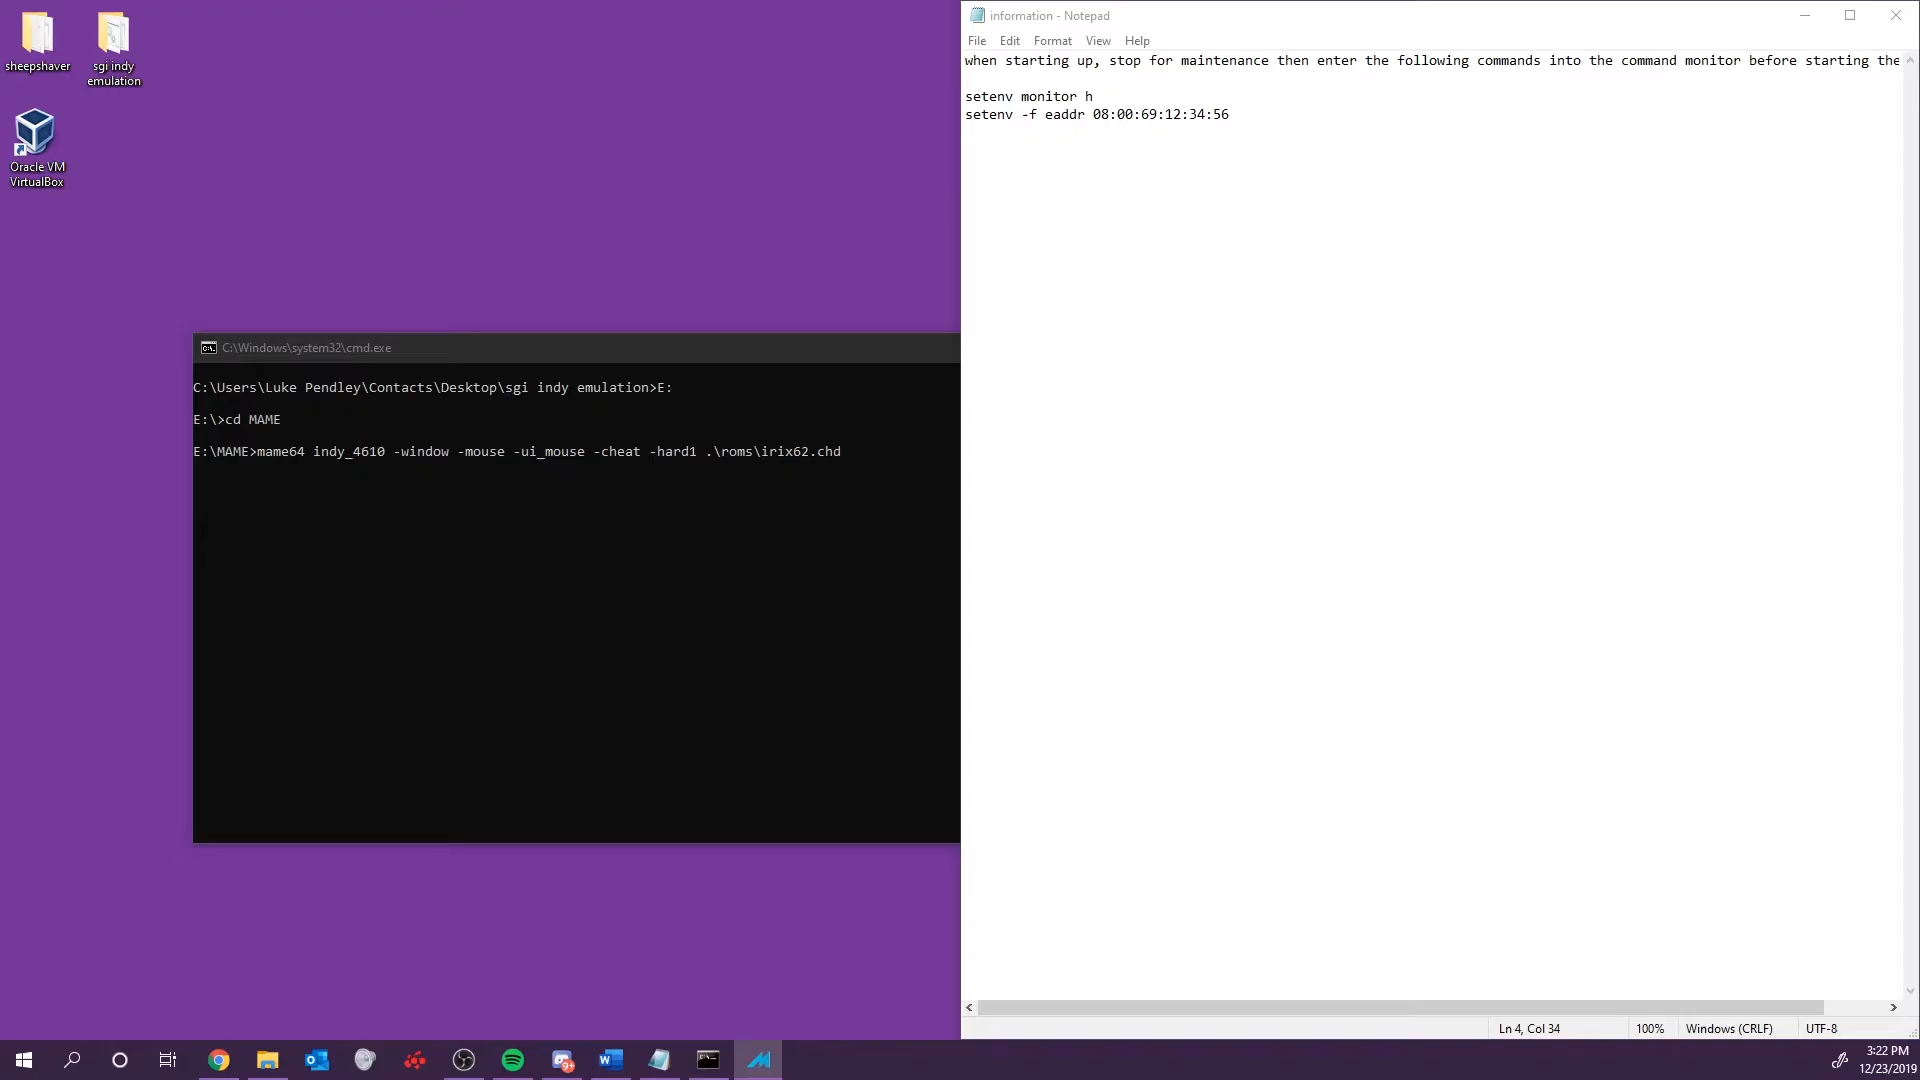 sheepshaver
sgi indy
emulation
Oracle VM
VirtualBox
C:\Windows\system32\cmd.exe
C:\Users\Luke Pendley\Contacts\Desktop\sgi indy emulation>E:
E:\>cd MAME
E:\MAME>mame64 indy_4610 -window -mouse -ui_mouse -cheat -hard1 .\roms\irix62.chd
information - Notepad
File Edit Format View Help
when starting up, stop for maintenance then enter the following commands into the command monitor before starting the
setenv monitor h
setenv -f eaddr 08:00:69:12:34:56
Ln 4, Col 34 100% Windows (CRLF) UTF-8
9+
3:22 PM
12/23/2019